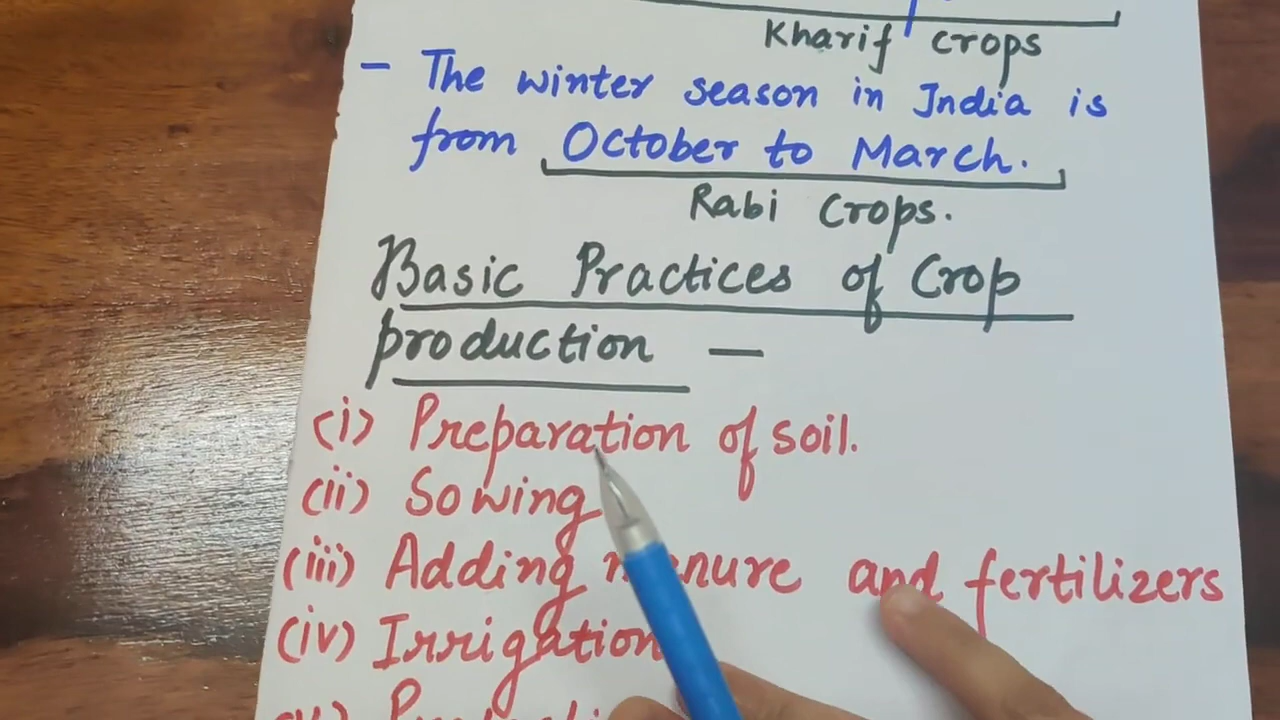 Kharif crops
- The winter season in India is
from October to March.
Rabi Crops.
Basic Practices of Crop
production —
(i) Preparation of soil.
(ii) Sowing
(iii) Adding manure and fertilizers
(iv) Irrigation
(v)